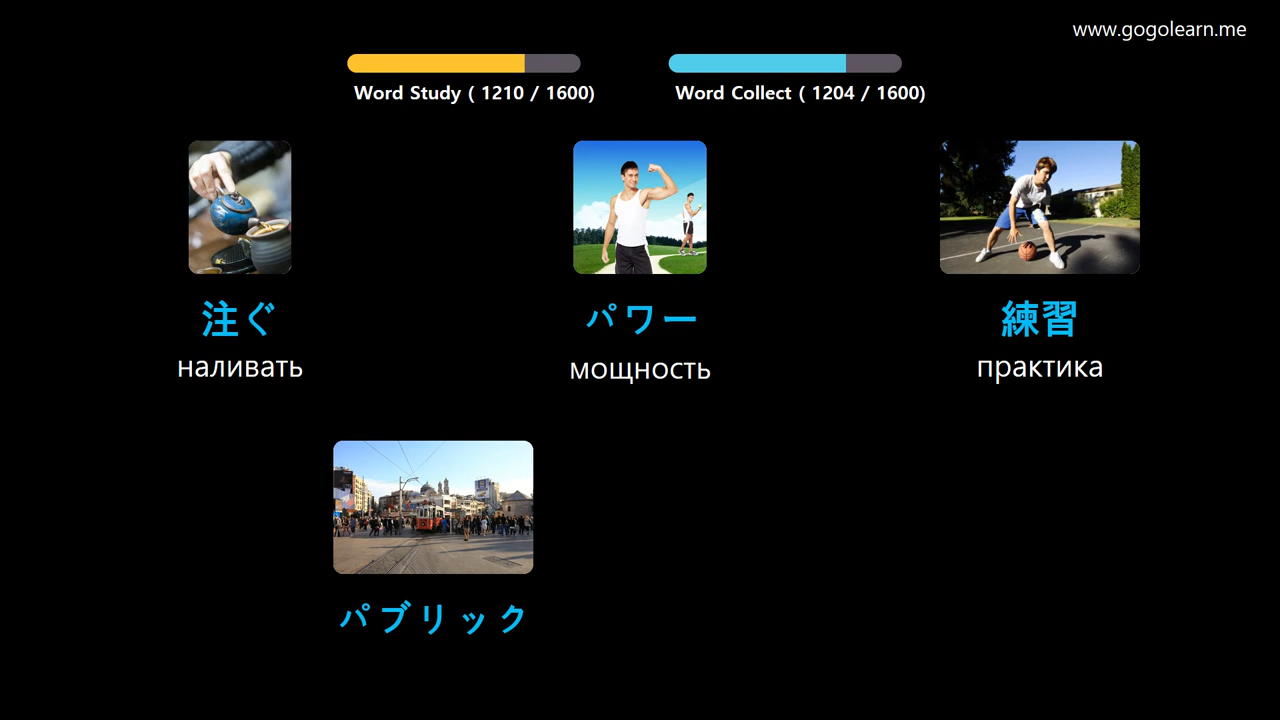 www.gogolearn.me
Word Study ( 1210 / 1600)
Word Collect ( 1204 / 1600)
注ぐ
パワー
練習
наливать
мощность
практика
パブリック